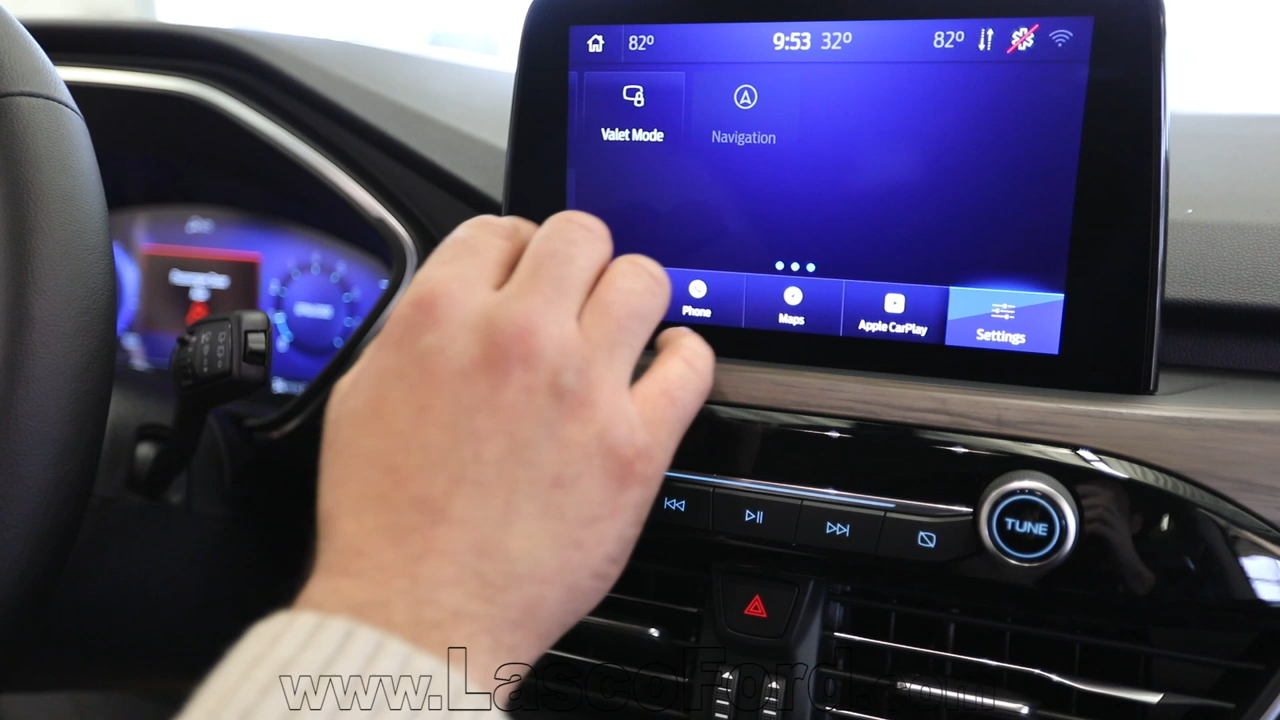 82º 9:53 32º 82º
Valet Mode Navigation
Phone Maps Apple CarPlay Settings
TUNE
www.LascoFord.com